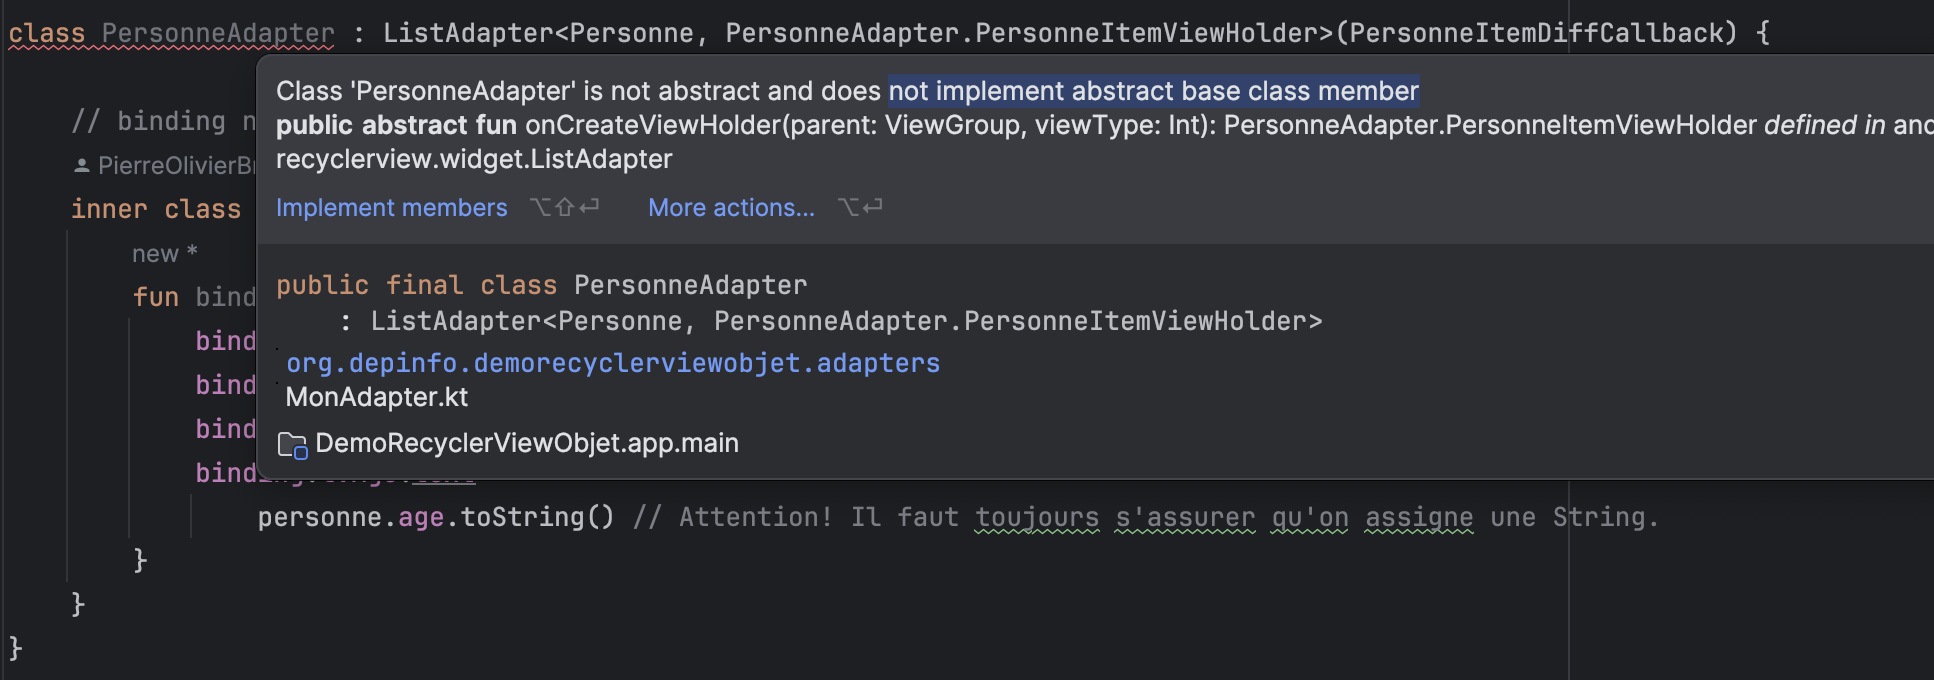 class PersonneAdapter : ListAdapter<Personne, PersonneAdapter.PersonneItemViewHolder>(PersonneItemDiffCallback) {
Class 'PersonneAdapter' is not abstract and does not implement abstract base class member
public abstract fun onCreateViewHolder(parent: ViewGroup, viewType: Int): PersonneAdapter.PersonneItemViewHolder defined in and
recyclerview.widget.ListAdapter
Implement members ⌥⇧⏎ More actions... ⌥⏎
public final class PersonneAdapter
: ListAdapter<Personne, PersonneAdapter.PersonneItemViewHolder>
org.depinfo.demorecyclerviewobjet.adapters
MonAdapter.kt
DemoRecyclerViewObjet.app.main
// binding n
PierreOlivierB
inner class
new *
fun bind
bind
bind
bind
bind
personne.age.toString() // Attention! Il faut toujours s'assurer qu'on assigne une String.
}
}
}